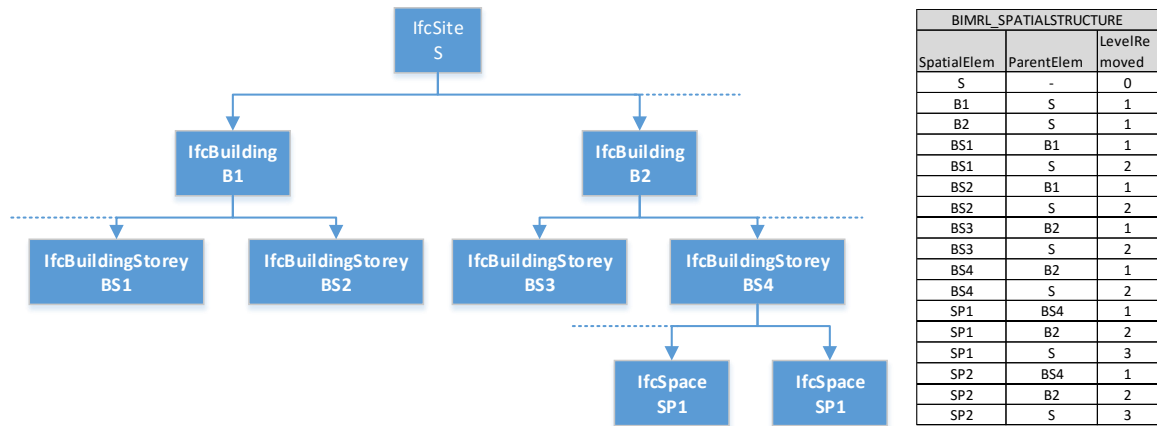 IfcSite
S
IfcBuilding
B1
IfcBuilding
B2
IfcBuildingStorey
BS1
IfcBuildingStorey
BS2
IfcBuildingStorey
BS3
IfcBuildingStorey
BS4
IfcSpace
SP1
IfcSpace
SP1
BIMRL_SPATIALSTRUCTURE
SpatialElem ParentElem LevelRe
moved
S - 0
B1 S 1
B2 S 1
BS1 B1 1
BS1 S 2
BS2 B1 1
BS2 S 2
BS3 B2 1
BS3 S 2
BS4 B2 1
BS4 S 2
SP1 BS4 1
SP1 B2 2
SP1 S 3
SP2 BS4 1
SP2 B2 2
SP2 S 3